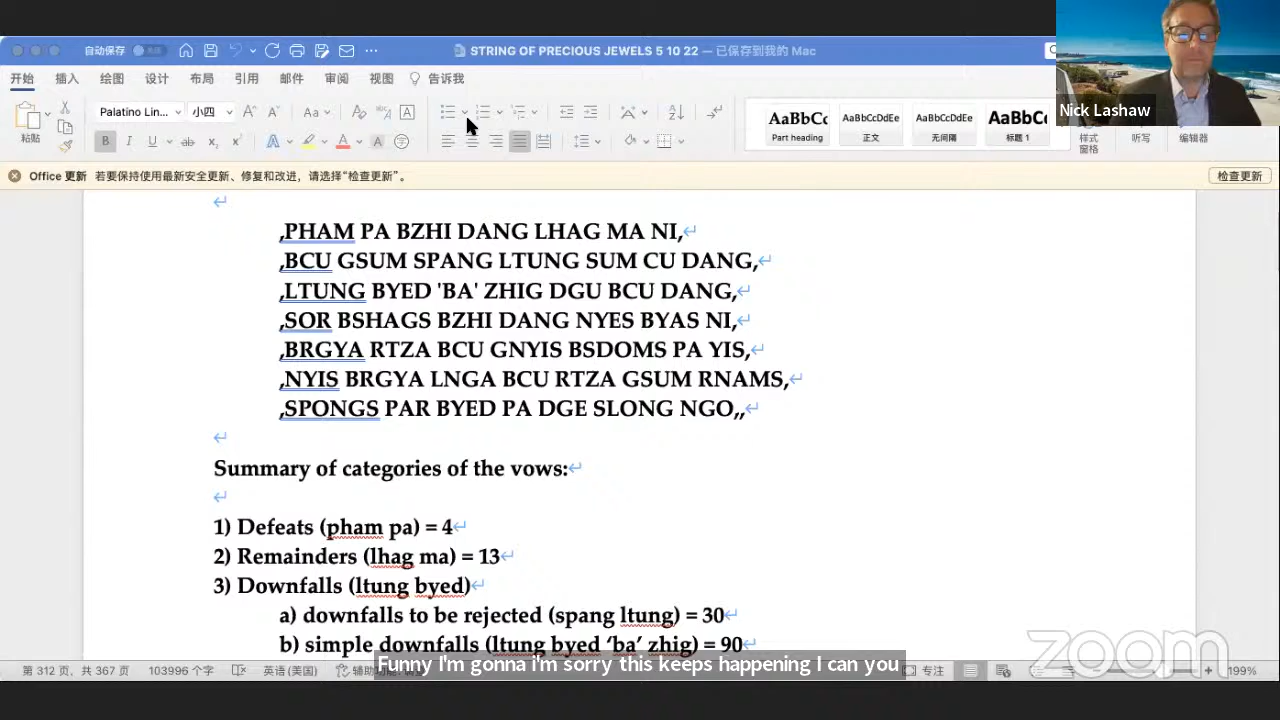 自动保存 STRING OF PRECIOUS JEWELS 5 10 22 — 已保存到我的 Mac
开始 插入 绘图 设计 布局 引用 邮件 审阅 视图 告诉我
Nick Lashaw
粘贴 Palatino Lin... 小四
AaBbCc AaBbCcDdEe AaBbCcDdEe AaBbC
Part heading 正文 无间隔 标题 1 样式窗格 听写 编辑器
Office 更新 若要保持使用最新安全更新、修复和改进，请选择“检查更新”。 检查更新
,PHAM PA BZHI DANG LHAG MA NI,
,BCU GSUM SPANG LTUNG SUM CU DANG,
,LTUNG BYED 'BA' ZHIG DGU BCU DANG,
,SOR BSHAGS BZHI DANG NYES BYAS NI,
,BRGYA RTZA BCU GNYIS BSDOMS PA YIS,
,NYIS BRGYA LNGA BCU RTZA GSUM RNAMS,
,SPONGS PAR BYED PA DGE SLONG NGO,,
Summary of categories of the vows:
1) Defeats (pham pa) = 4
2) Remainders (lhag ma) = 13
3) Downfalls (ltung byed)
a) downfalls to be rejected (spang ltung) = 30
b) simple downfalls (ltung byed ‘ba’ zhig) = 90
Funny I'm gonna i'm sorry this keeps happening I can you
zoom
第 312 页，共 367 页 103996 个字 英语(美国) 专注 199%